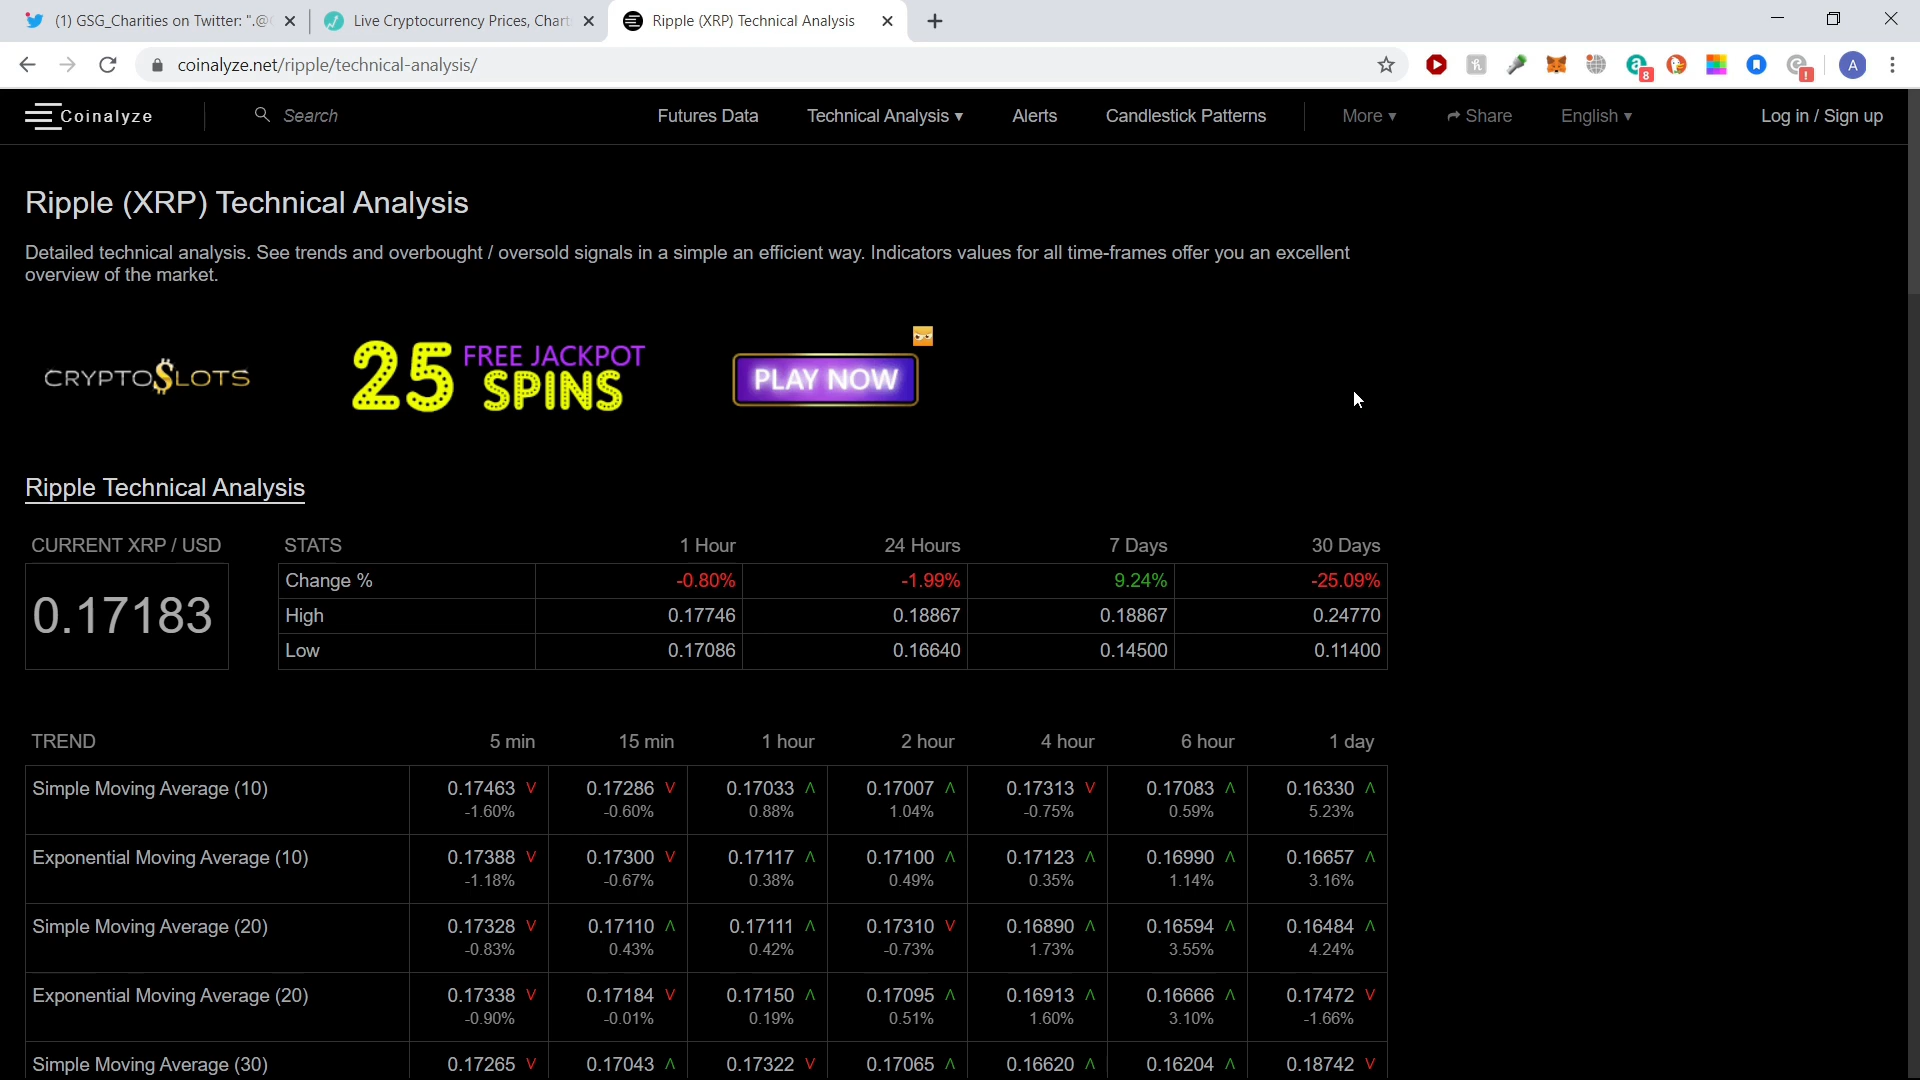 (1) GSG_Charities on Twitter: ".@
Live Cryptocurrency Prices, Chart
Ripple (XRP) Technical Analysis
coinalyze.net/ripple/technical-analysis/
8
A
Coinalyze
Search
Futures Data
Technical Analysis ▾
Alerts
Candlestick Patterns
More ▾
Share
English ▾
Log in / Sign up
Ripple (XRP) Technical Analysis
Detailed technical analysis. See trends and overbought / oversold signals in a simple an efficient way. Indicators values for all time-frames offer you an excellent
overview of the market.
CRYPTO$LOTS
25 FREE JACKPOT
SPINS
PLAY NOW
Ripple Technical Analysis
CURRENT XRP / USD
0.17183
STATS 1 Hour 24 Hours 7 Days 30 Days
Change % -0.80% -1.99% 9.24% -25.09%
High 0.17746 0.18867 0.18867 0.24770
Low 0.17086 0.16640 0.14500 0.11400
TREND 5 min 15 min 1 hour 2 hour 4 hour 6 hour 1 day
Simple Moving Average (10) 0.17463 v 0.17286 v 0.17033 ʌ 0.17007 ʌ 0.17313 v 0.17083 ʌ 0.16330 ʌ
-1.60% -0.60% 0.88% 1.04% -0.75% 0.59% 5.23%
Exponential Moving Average (10) 0.17388 v 0.17300 v 0.17117 ʌ 0.17100 ʌ 0.17123 ʌ 0.16990 ʌ 0.16657 ʌ
-1.18% -0.67% 0.38% 0.49% 0.35% 1.14% 3.16%
Simple Moving Average (20) 0.17328 v 0.17110 ʌ 0.17111 ʌ 0.17310 v 0.16890 ʌ 0.16594 ʌ 0.16484 ʌ
-0.83% 0.43% 0.42% -0.73% 1.73% 3.55% 4.24%
Exponential Moving Average (20) 0.17338 v 0.17184 v 0.17150 ʌ 0.17095 ʌ 0.16913 ʌ 0.16666 ʌ 0.17472 v
-0.90% -0.01% 0.19% 0.51% 1.60% 3.10% -1.66%
Simple Moving Average (30) 0.17265 v 0.17043 ʌ 0.17322 v 0.17065 ʌ 0.16620 ʌ 0.16204 ʌ 0.18742 v